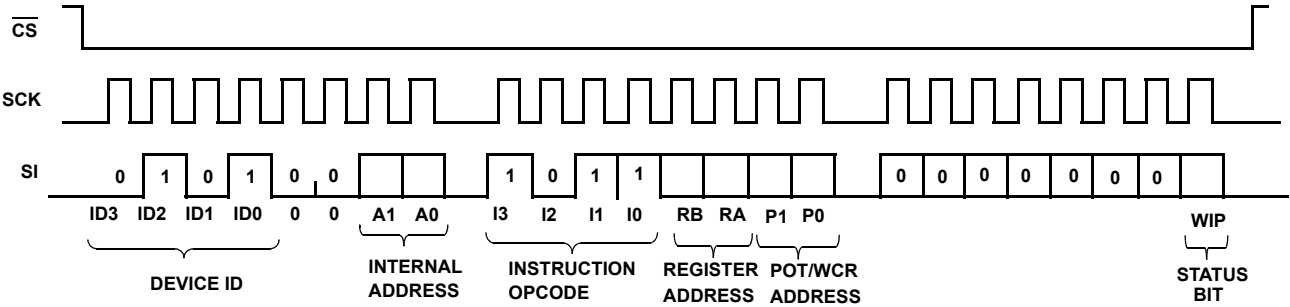 CS
SCK
SI
0 1 0 1 0 0 1 0 1 1 0 0 0 0 0 0 0
ID3 ID2 ID1 ID0 0 0 A1 A0 I3 I2 I1 I0 RB RA P1 P0 WIP
DEVICE ID
INTERNAL
ADDRESS
INSTRUCTION
OPCODE
REGISTER
ADDRESS
POT/WCR
ADDRESS
STATUS
BIT